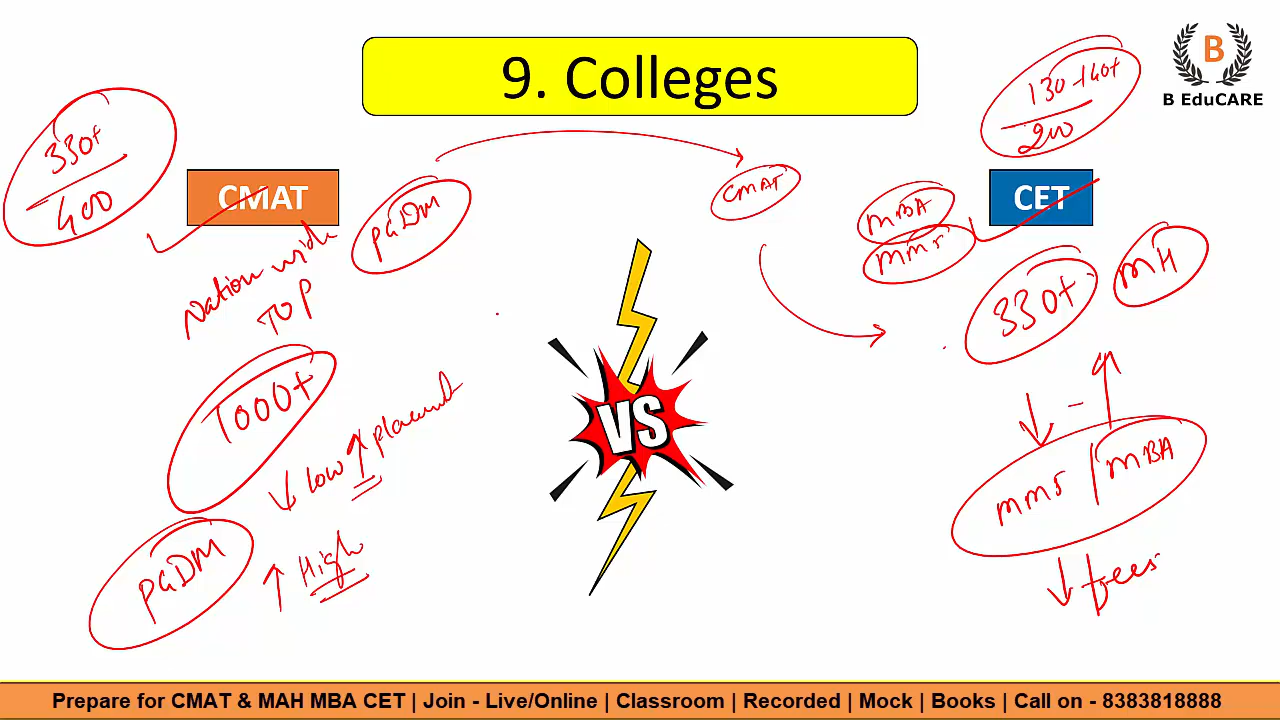 9. Colleges
B
B EduCARE
330+
400
CMAT
Nation wide
TOP
1000+
PGDM
↓ low ↑ placement
PGDM
↑ High
VS
CMAT
130-140+
200
CET
MBA
MMS
330+
MH
↓ - ↑
MMS / MBA
↓ fees
Prepare for CMAT & MAH MBA CET | Join - Live/Online | Classroom | Recorded | Mock | Books | Call on - 8383818888